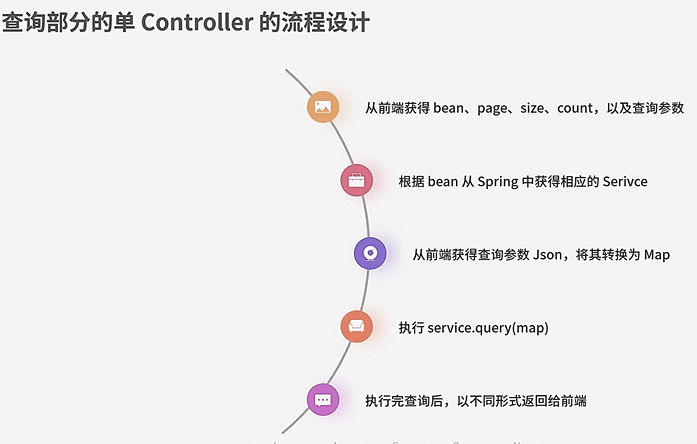 查询部分的单 Controller 的流程设计
从前端获得 bean、page、size、count，以及查询参数
根据 bean 从 Spring 中获得相应的 Serivce
从前端获得查询参数 Json，将其转换为 Map
执行 service.query(map)
执行完查询后，以不同形式返回给前端